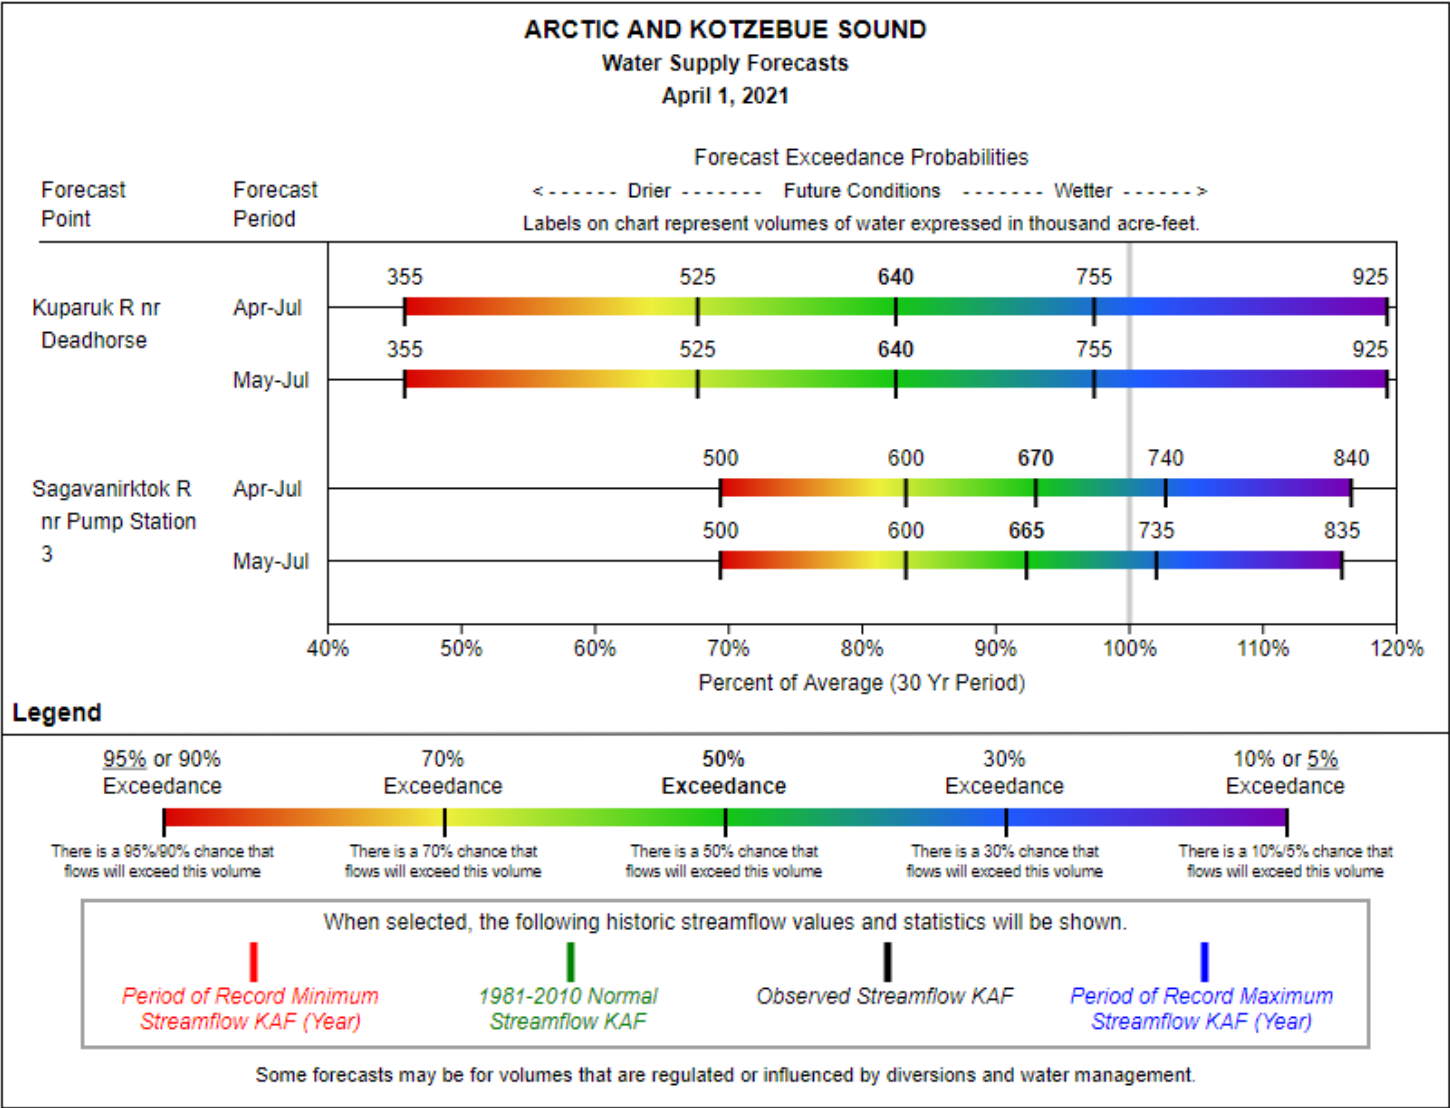 ARCTIC AND KOTZEBUE SOUND
Water Supply Forecasts
April 1, 2021
Forecast Exceedance Probabilities
Forecast Point
Forecast Period
<------ Drier ------- Future Conditions ------- Wetter ------>
Labels on chart represent volumes of water expressed in thousand acre-feet.
355 525 640 755 925
Kuparuk R nr Apr-Jul
Deadhorse
355 525 640 755 925
May-Jul
500 600 670 740 840
Sagavanirktok R Apr-Jul
nr Pump Station
500 600 665 735 835
3
May-Jul
40% 50% 60% 70% 80% 90% 100% 110% 120%
Percent of Average (30 Yr Period)
Legend
95% or 90% 70% 50% 30% 10% or 5%
Exceedance Exceedance Exceedance Exceedance Exceedance
There is a 95%/90% chance that There is a 70% chance that There is a 50% chance that There is a 30% chance that There is a 10%/5% chance that
flows will exceed this volume flows will exceed this volume flows will exceed this volume flows will exceed this volume flows will exceed this volume
When selected, the following historic streamflow values and statistics will be shown.
Period of Record Minimum 1981-2010 Normal Observed Streamflow KAF Period of Record Maximum
Streamflow KAF (Year) Streamflow KAF Streamflow KAF (Year)
Some forecasts may be for volumes that are regulated or influenced by diversions and water management.